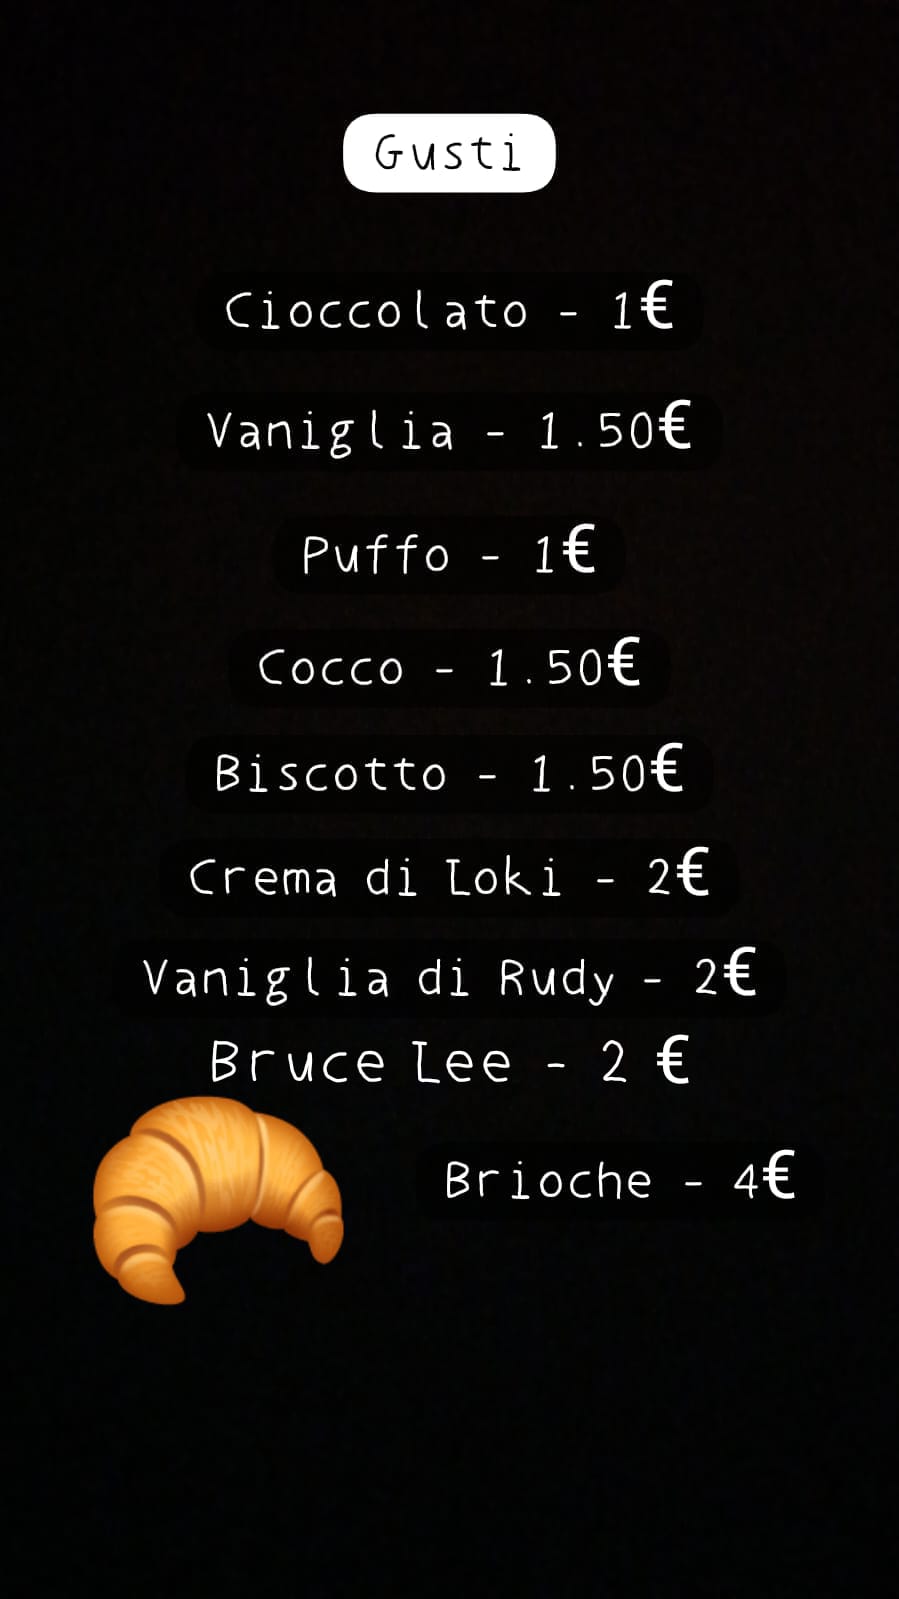 Gusti
Cioccolato - 1€
Vaniglia - 1.50€
Puffo - 1€
Cocco - 1.50€
Biscotto - 1.50€
Crema di Loki - 2€
Vaniglia di Rudy - 2€
Bruce Lee - 2 €
Brioche - 4€